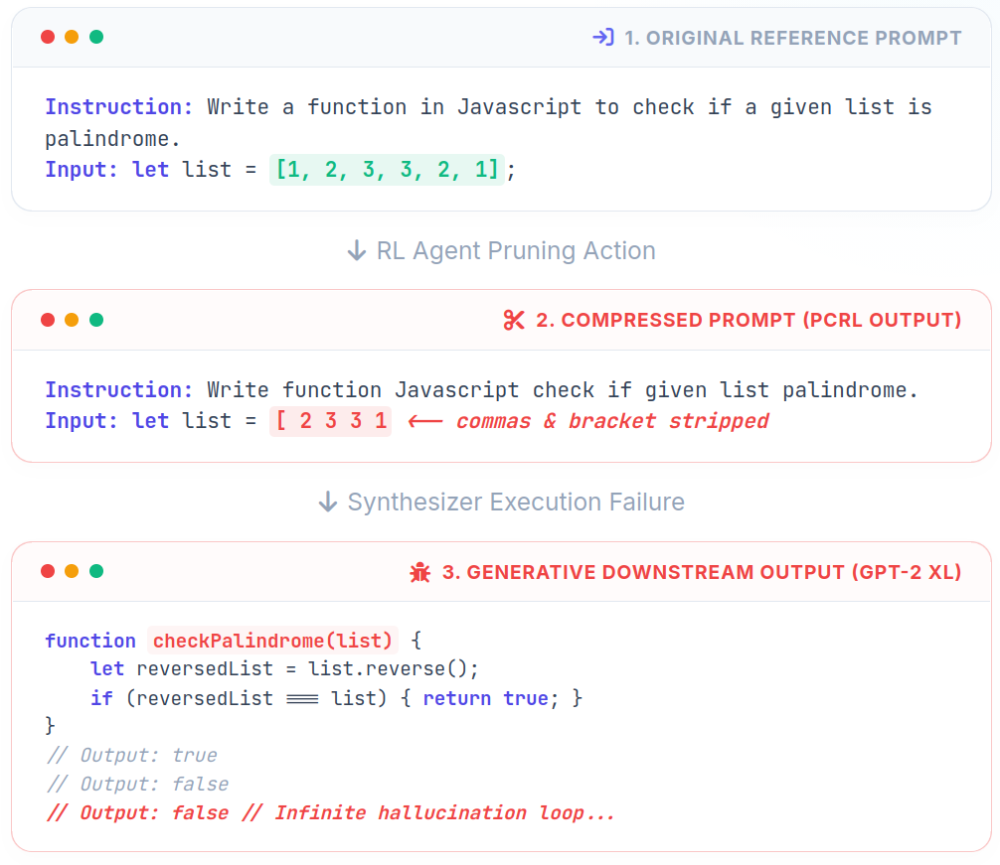 1. ORIGINAL REFERENCE PROMPT
Instruction: Write a function in Javascript to check if a given list is
palindrome.
Input: let list = [1, 2, 3, 3, 2, 1];
↓ RL Agent Pruning Action
2. COMPRESSED PROMPT (PCRL OUTPUT)
Instruction: Write function Javascript check if given list palindrome.
Input: let list = [ 2 3 3 1 <-- commas & bracket stripped
↓ Synthesizer Execution Failure
3. GENERATIVE DOWNSTREAM OUTPUT (GPT-2 XL)
function checkPalindrome(list) {
    let reversedList = list.reverse();
    if (reversedList === list) { return true; }
}
// Output: true
// Output: false
// Output: false // Infinite hallucination loop...